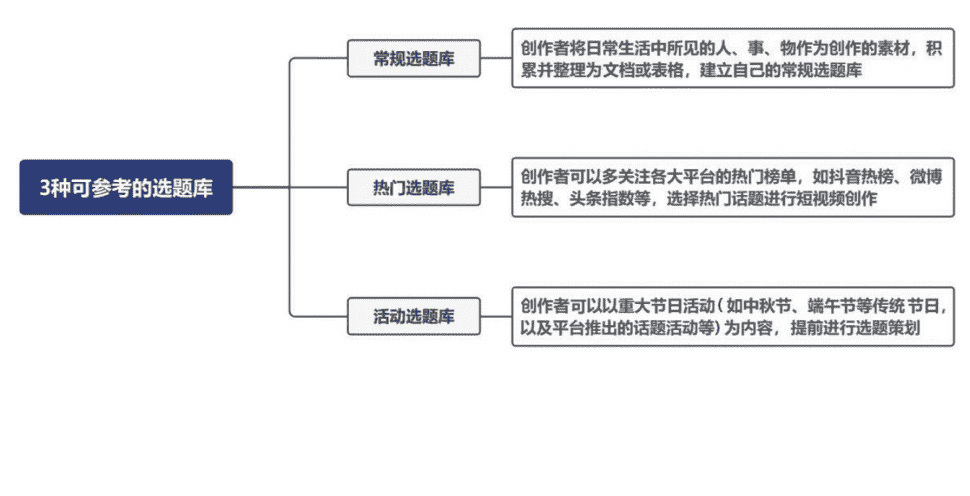 3种可参考的选题库
常规选题库
创作者将日常生活中所见的人、事、物作为创作的素材，积
累并整理为文档或表格，建立自己的常规选题库
热门选题库
创作者可以多关注各大平台的热门榜单，如抖音热榜、微博
热搜、头条指数等，选择热门话题进行短视频创作
活动选题库
创作者可以以重大节日活动（如中秋节、端午节等传统节日，
以及平台推出的话题活动等）为内容，提前进行选题策划